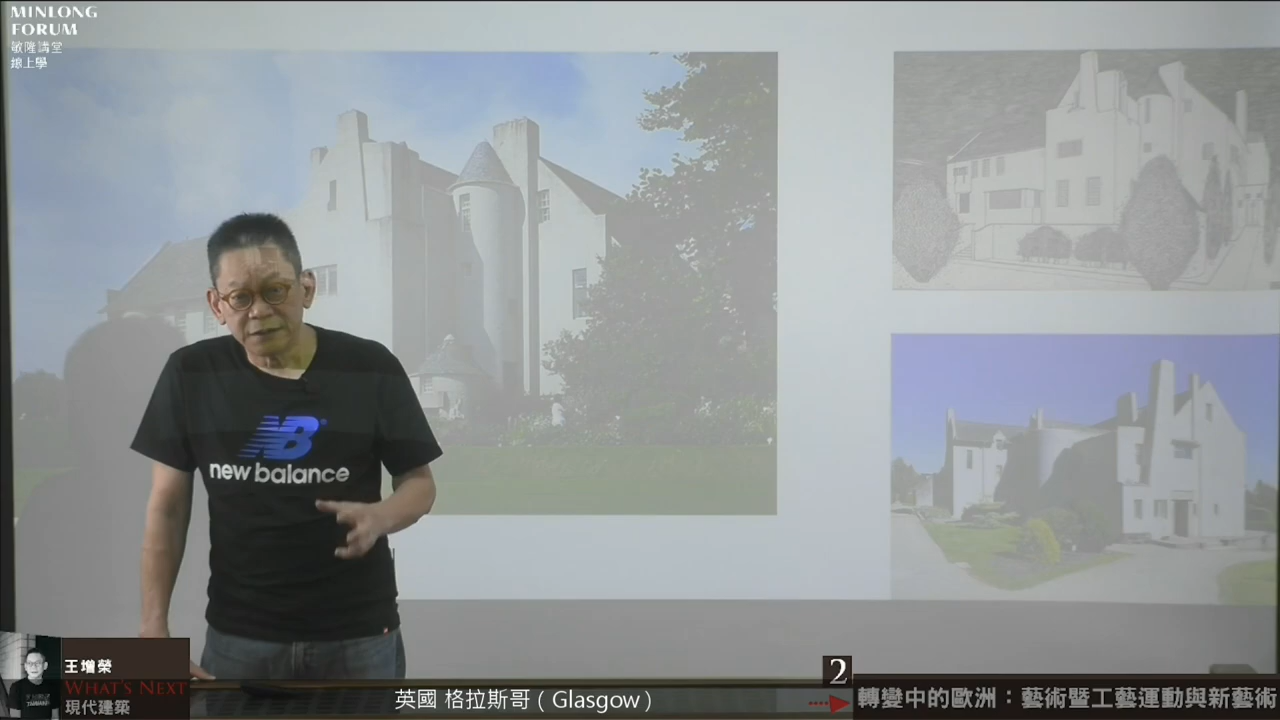 MINLONG
FORUM
敏隆講堂
線上學
NB
new balance
王增榮
WHAT'S NEXT
現代建築
英國 格拉斯哥 ( Glasgow )
2
轉變中的歐洲：藝術暨工藝運動與新藝術